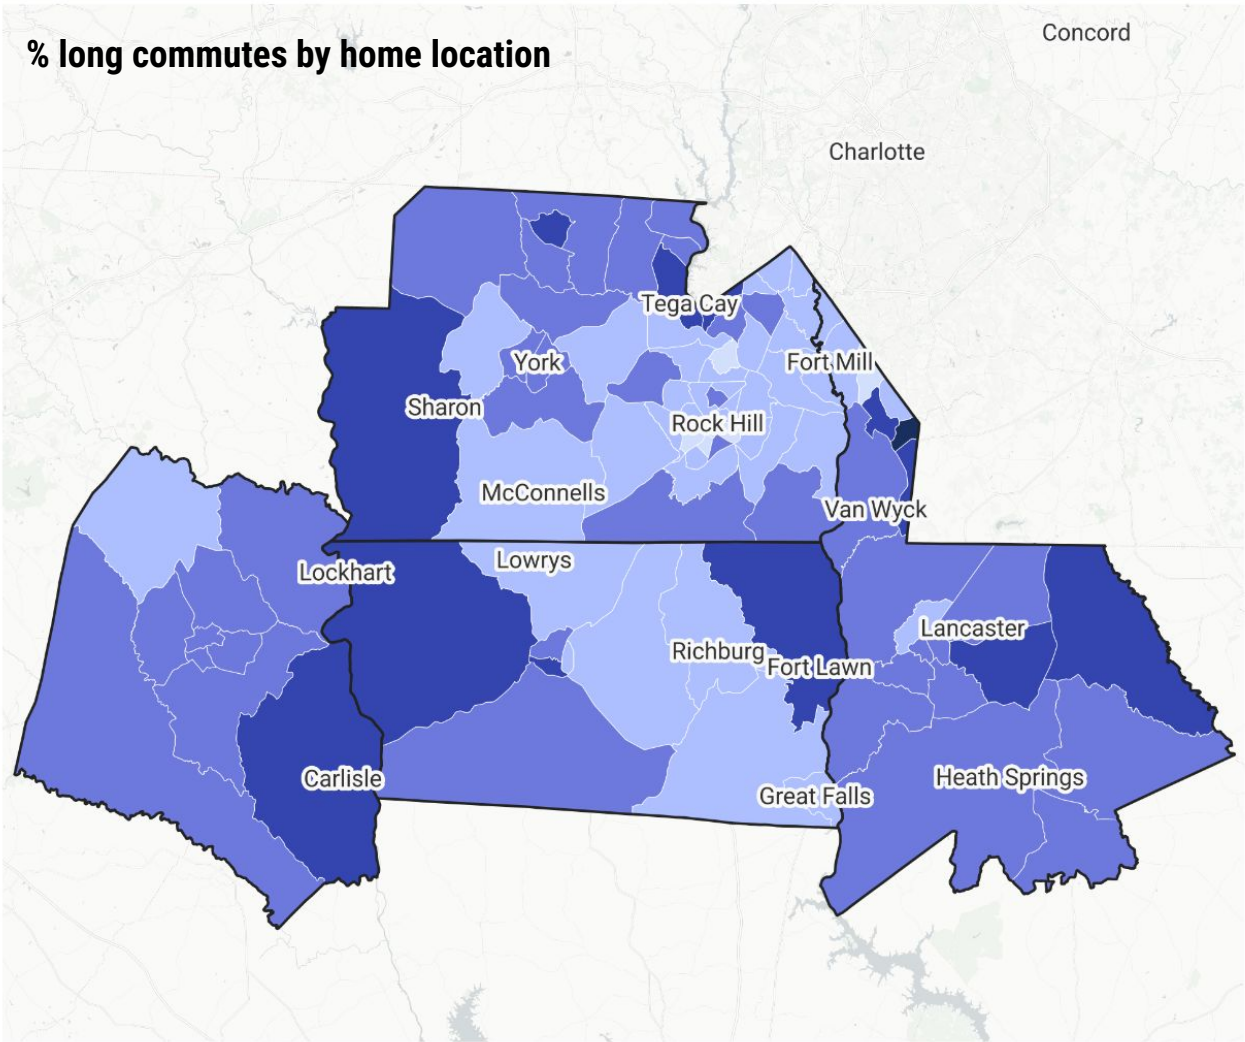 Concord
% long commutes by home location
Charlotte
Tega Cay
York
Fort Mill
Sharon
Rock Hill
McConnells
Van Wyck
Lowrys
Lockhart
Lancaster
Richburg
Fort Lawn
Carlisle
Heath Springs
Great Falls